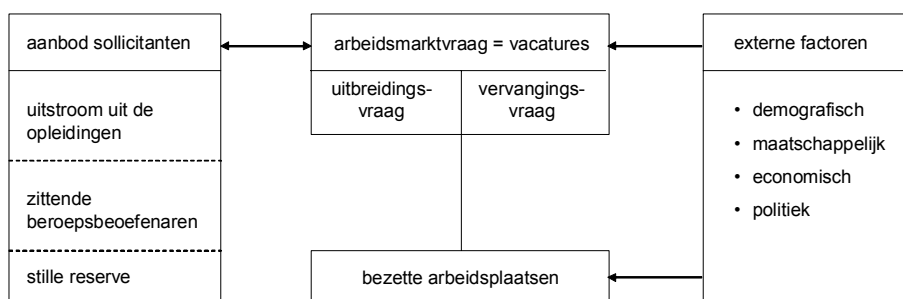 aanbod sollicitanten
uitstroom uit de
opleidingen
zittende
beroepsbeoefenaren
stille reserve
arbeidsmarktvraag = vacatures
uitbreidings-
vraag
vervangings-
vraag
bezette arbeidsplaatsen
externe factoren
• demografisch
• maatschappelijk
• economisch
• politiek